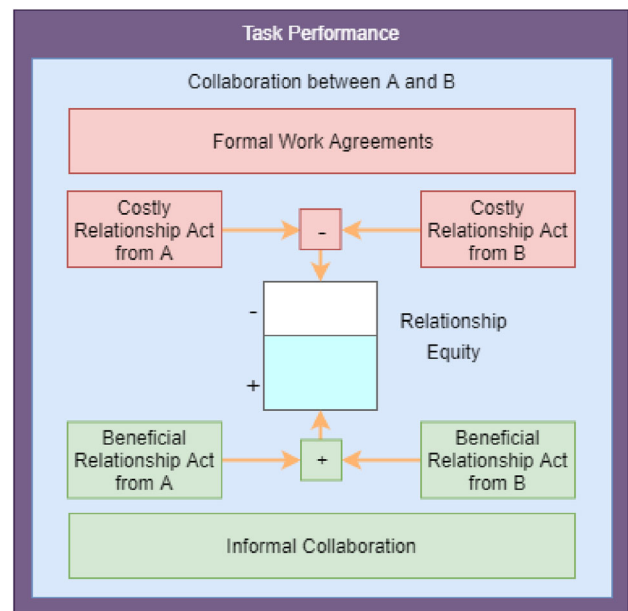 Task Performance
Collaboration between A and B
Formal Work Agreements
Costly
Relationship Act
from A
-
Costly
Relationship Act
from B
-
Relationship
Equity
+
Beneficial
Relationship Act
from A
+
Beneficial
Relationship Act
from B
Informal Collaboration